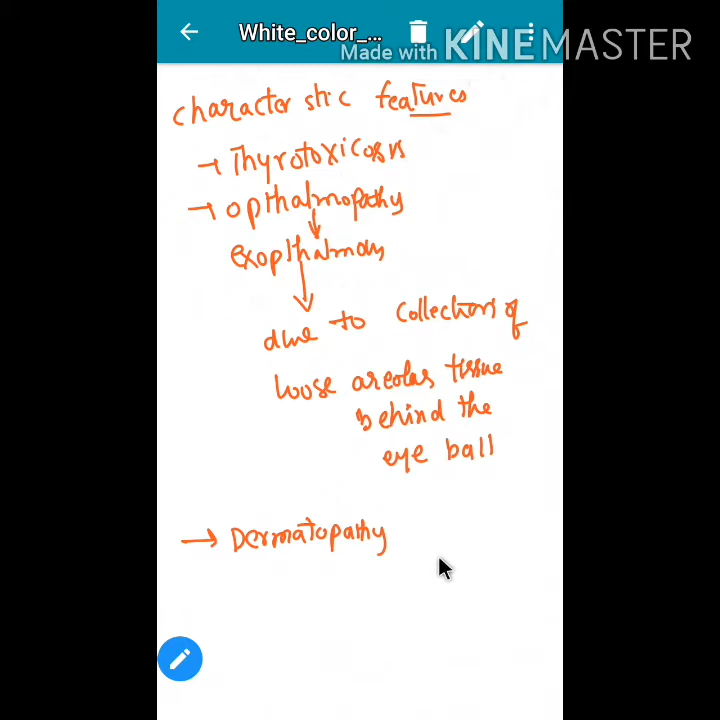 White_color_...
Made with KINEMASTER
characteristic features
→ Thyrotoxicosis
→ opthalmopathy
exopthalmos
due to collection of
loose areolar tissue
behind the
eye ball
→ Dermatopathy